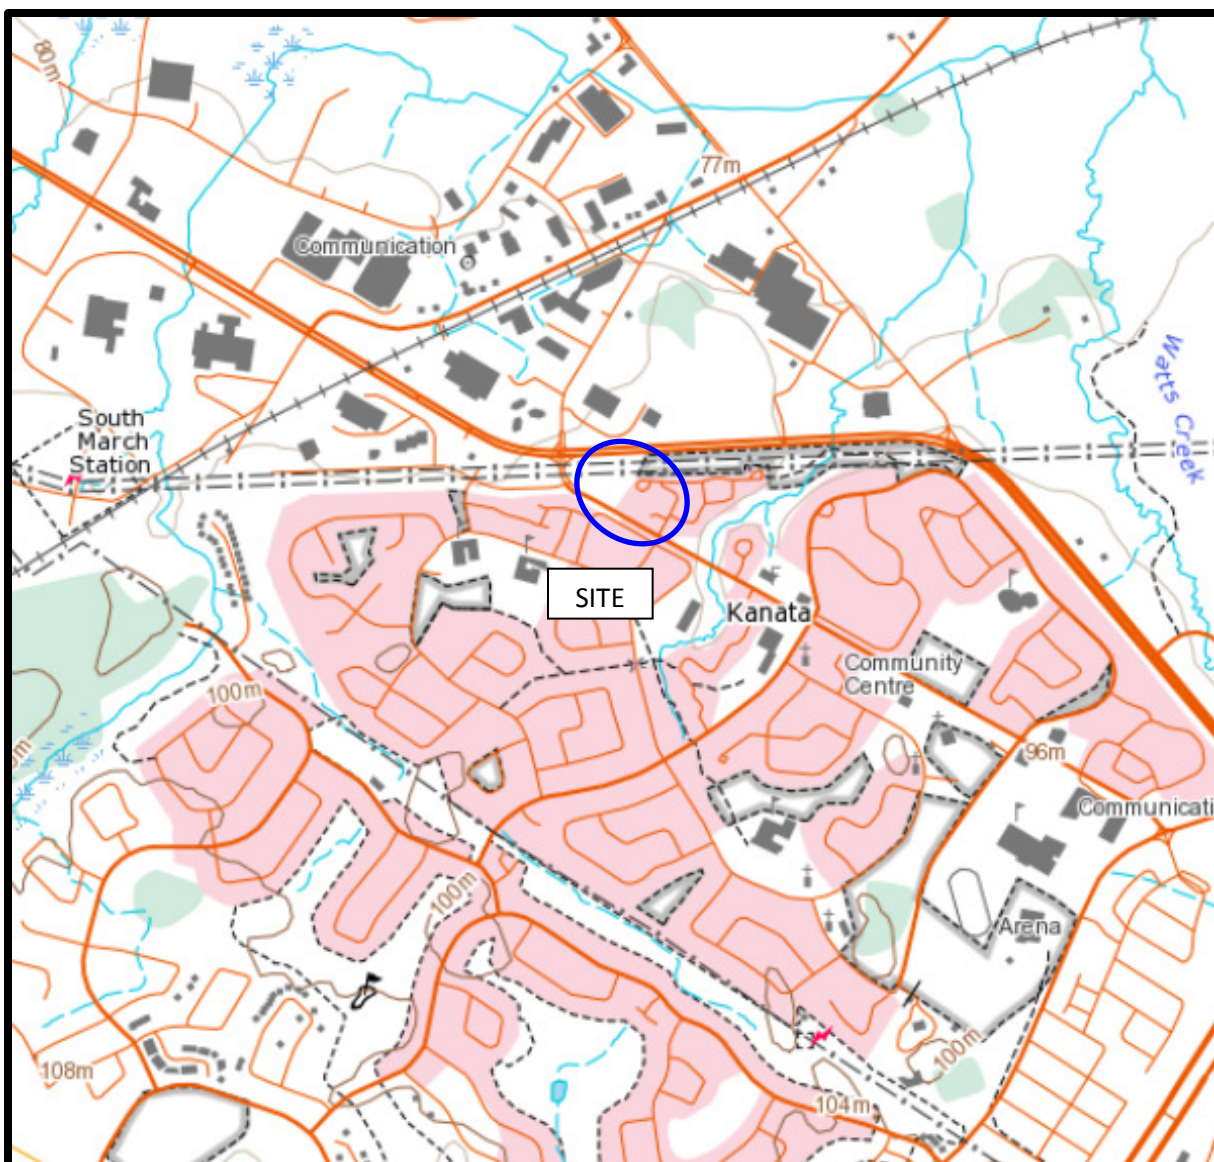 80m
77m
Communication
South
March
Station
Watts Creek
SITE
Kanata
Community
Centre
100m
96m
Communicati
100m
Arena
100m
108m
104m